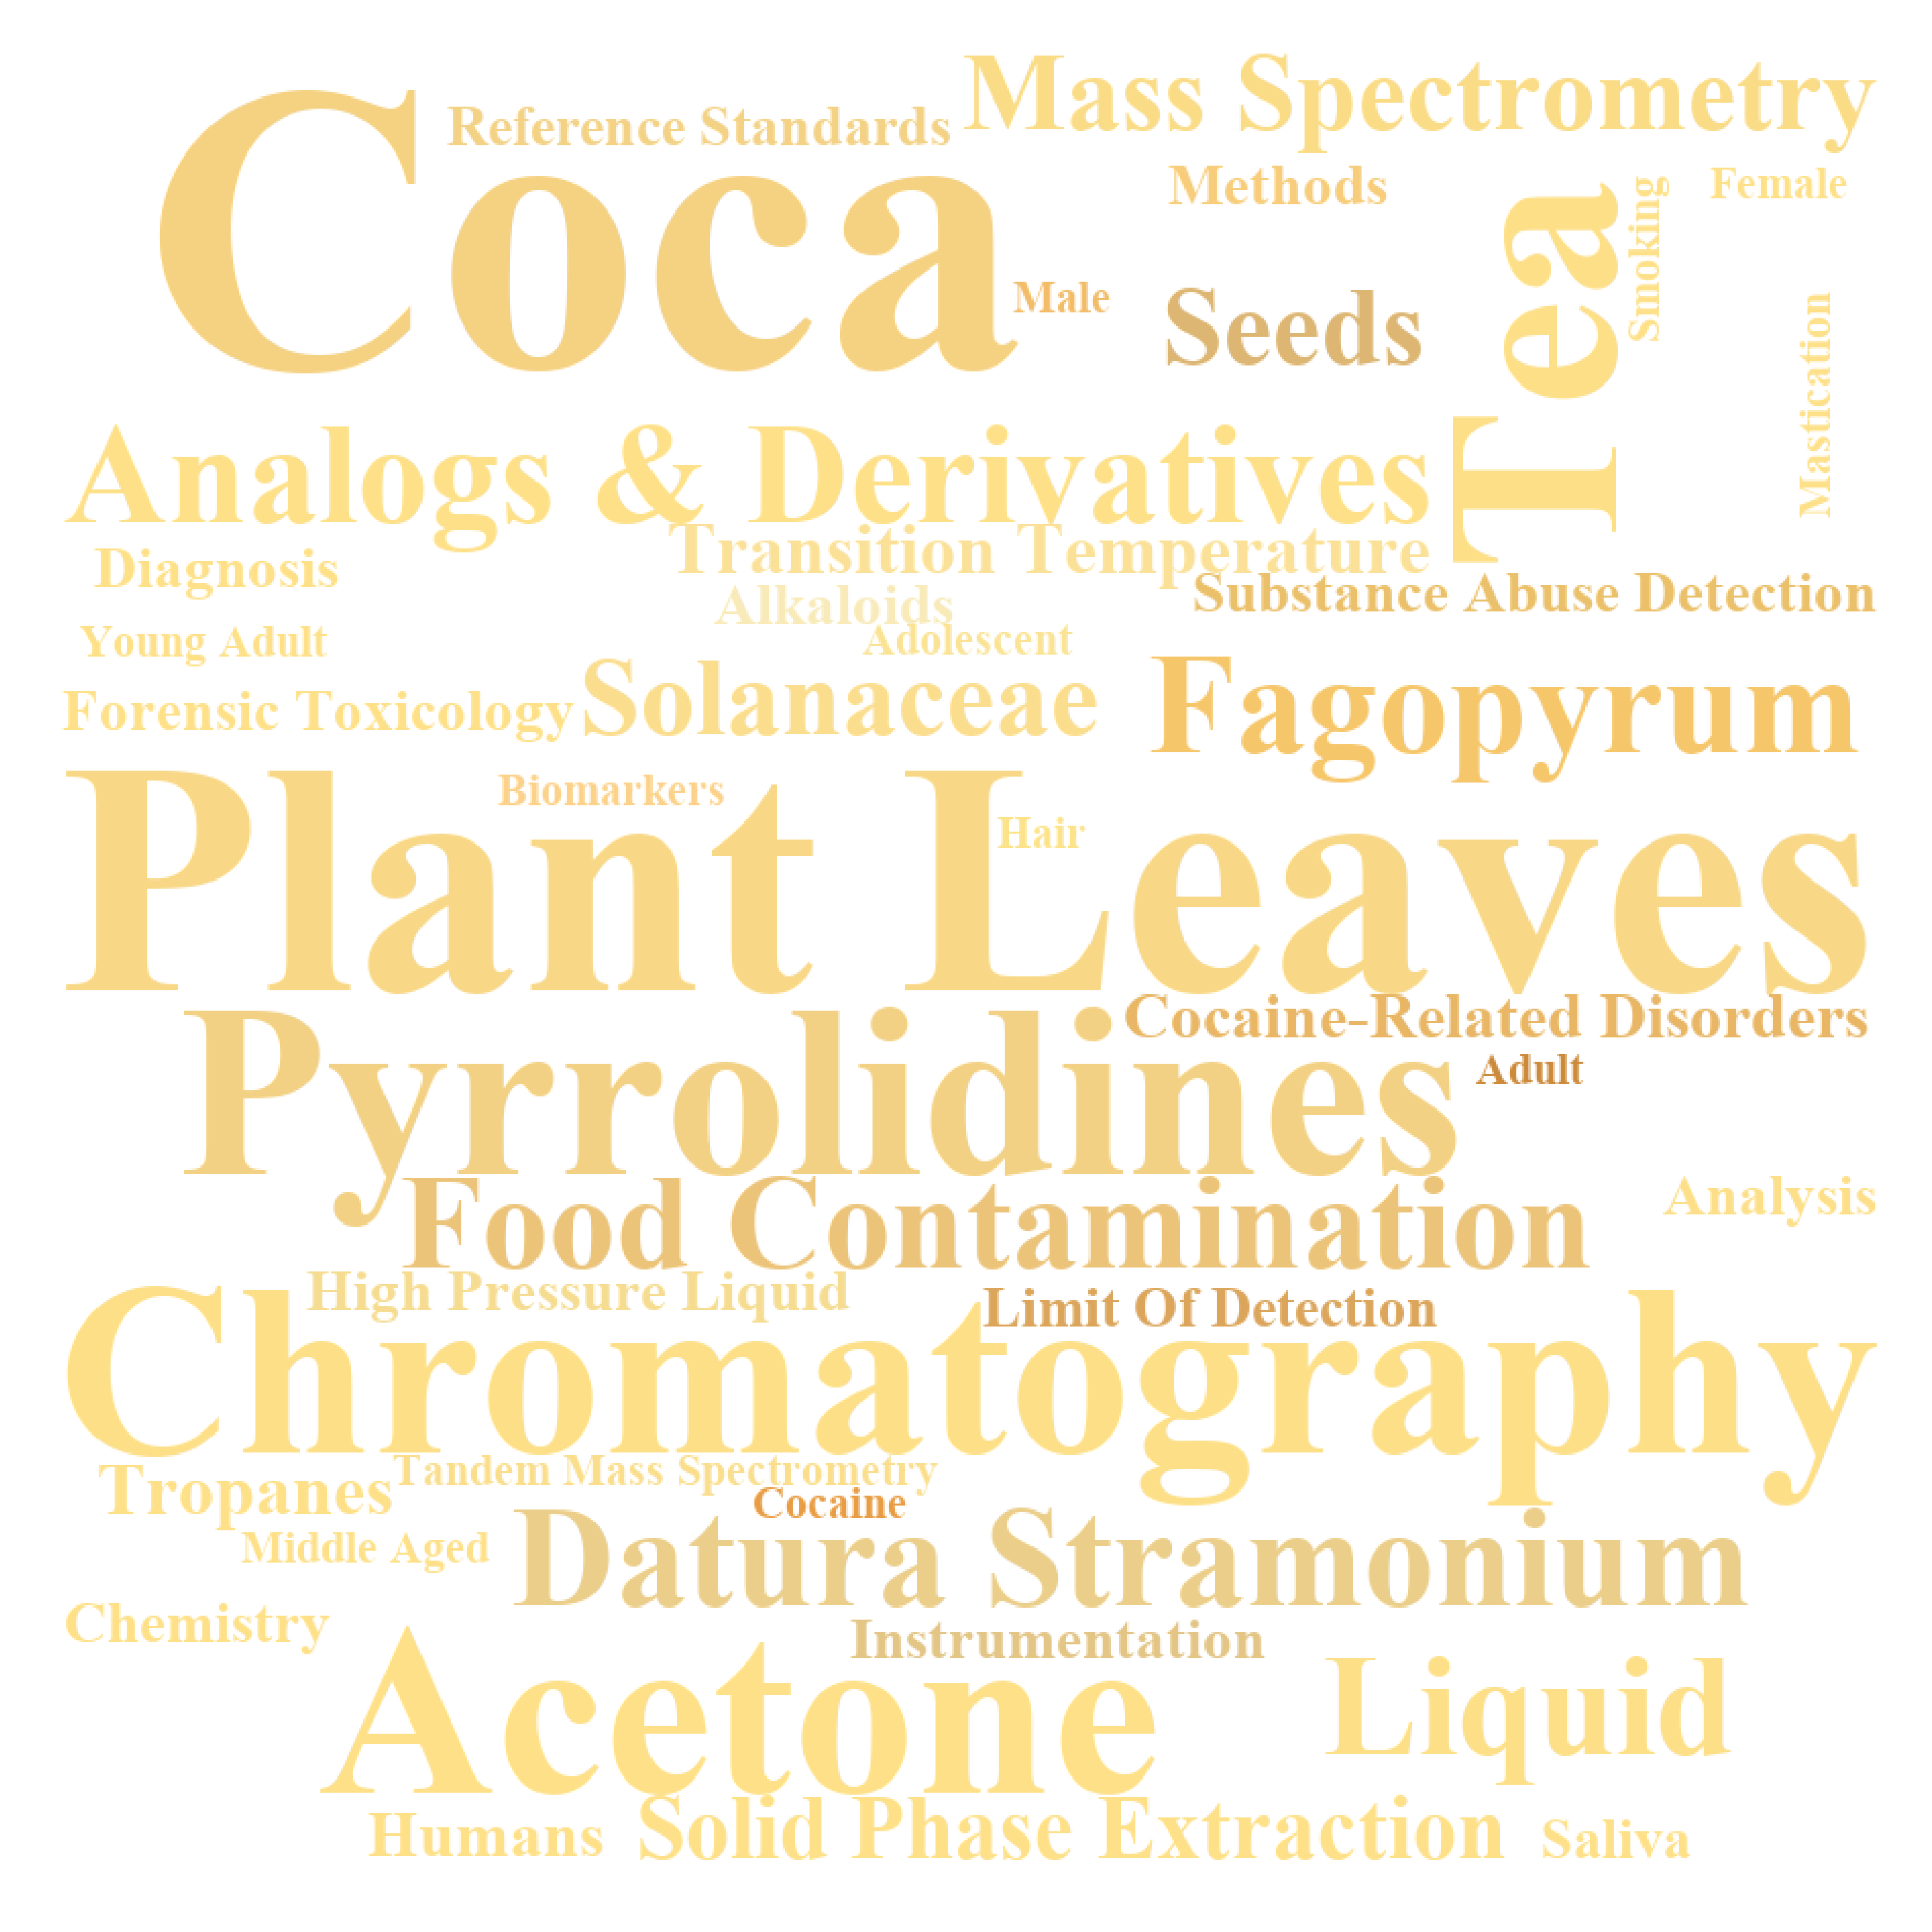 Coca
Reference Standards
Mass Spectrometry
Methods
Female
Tea
Smoking
Male
Seeds
Mastication
Analogs & Derivatives
Transition Temperature
Diagnosis
Substance Abuse Detection
Alkaloids
Adolescent
Young Adult
Solanaceae
Fagopyrum
Forensic Toxicology
Biomarkers
Hair
Plant Leaves
Cocaine-Related Disorders
Pyrrolidines
Adult
Food Contamination
Analysis
High Pressure Liquid
Limit Of Detection
Chromatography
Tropanes
Tandem Mass Spectrometry
Cocaine
Middle Aged
Datura Stramonium
Chemistry
Instrumentation
Acetone
Liquid
Humans
Solid Phase Extraction
Saliva